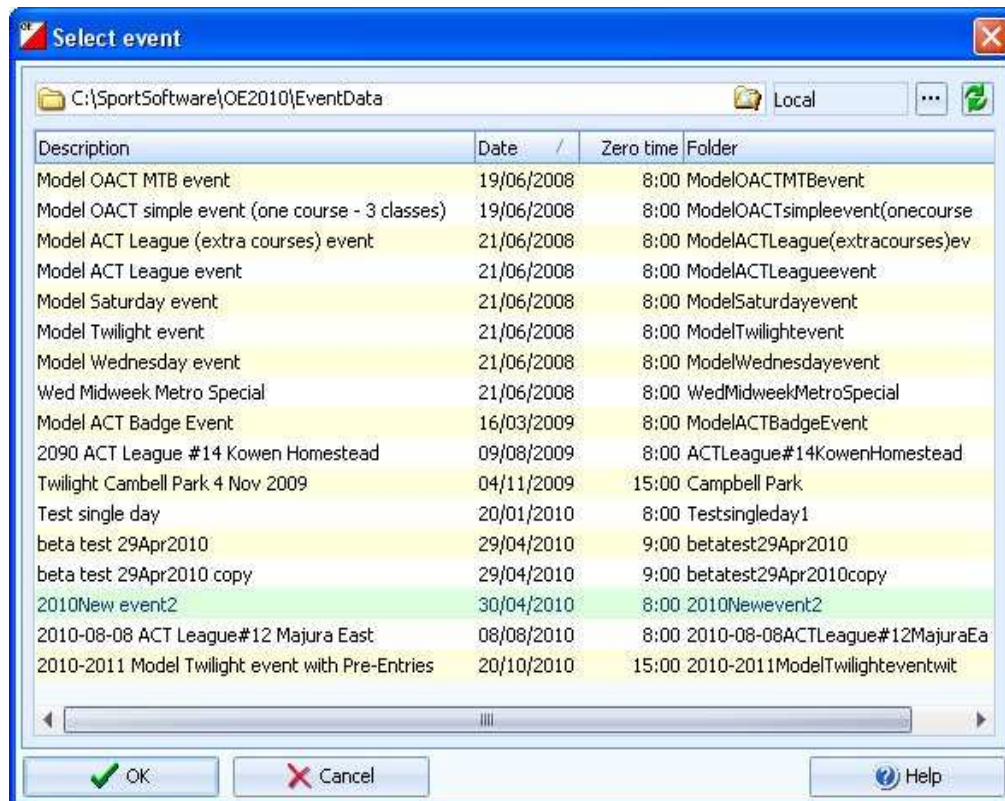 Select event
C:\SportSoftware\OE2010\EventData Local ...
Description Date Zero time Folder
Model OACT MTB event 19/06/2008 8:00 ModelOACTMTBevent
Model OACT simple event (one course - 3 classes) 19/06/2008 8:00 ModelOACTsimpleevent(onecourse
Model ACT League (extra courses) event 21/06/2008 8:00 ModelACTLeague(extracourses)ev
Model ACT League event 21/06/2008 8:00 ModelACTLeagueevent
Model Saturday event 21/06/2008 8:00 ModelSaturdayevent
Model Twilight event 21/06/2008 8:00 ModelTwilightevent
Model Wednesday event 21/06/2008 8:00 ModelWednesdayevent
Wed Midweek Metro Special 21/06/2008 8:00 WedMidweekMetroSpecial
Model ACT Badge Event 16/03/2009 8:00 ModelACTBadgeEvent
2090 ACT League #14 Kowen Homestead 09/08/2009 8:00 ACTLeague#14KowenHomestead
Twilight Cambell Park 4 Nov 2009 04/11/2009 15:00 Campbell Park
Test single day 20/01/2010 8:00 Testsingleday1
beta test 29Apr2010 29/04/2010 9:00 betatest29Apr2010
beta test 29Apr2010 copy 29/04/2010 9:00 betatest29Apr2010copy
2010New event2 30/04/2010 8:00 2010Newevent2
2010-08-08 ACT League#12 Majura East 08/08/2010 8:00 2010-08-08ACTLeague#12MajuraEa
2010-2011 Model Twilight event with Pre-Entries 20/10/2010 15:00 2010-2011ModelTwilighteventwit
OK Cancel Help